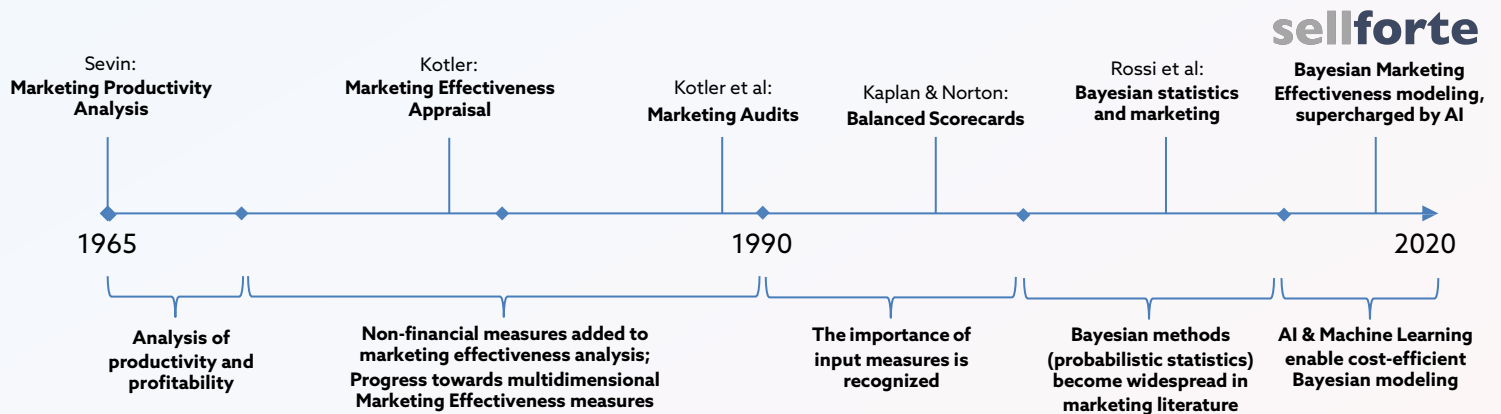 sellforte
Sevin:
Marketing Productivity
Analysis
Kotler:
Marketing Effectiveness
Appraisal
Kotler et al:
Marketing Audits
Kaplan & Norton:
Balanced Scorecards
Rossi et al:
Bayesian statistics
and marketing
Bayesian Marketing
Effectiveness modeling,
supercharged by AI
1965
1990
2020
Analysis of
productivity and
profitability
Non-financial measures added to
marketing effectiveness analysis;
Progress towards multidimensional
Marketing Effectiveness measures
The importance of
input measures is
recognized
Bayesian methods
(probabilistic statistics)
become widespread in
marketing literature
AI & Machine Learning
enable cost-efficient
Bayesian modeling